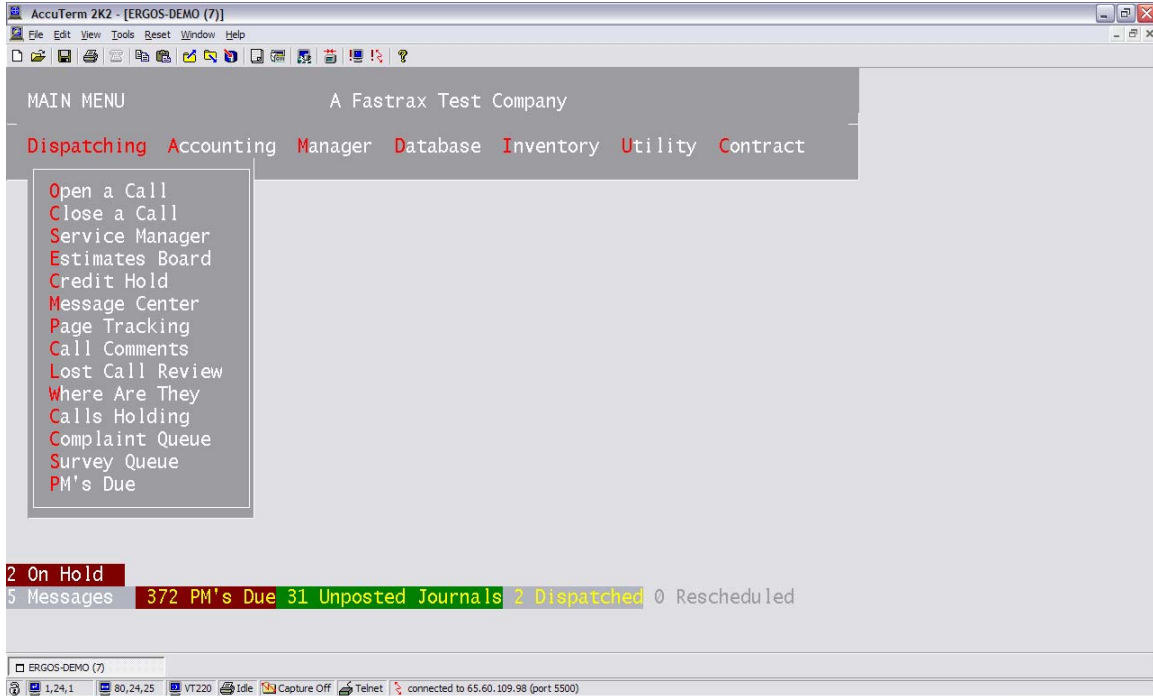 AccuTerm 2K2 - [ERGOS-DEMO (7)]
File Edit View Tools Reset Window Help
MAIN MENU A Fastrax Test Company
Dispatching Accounting Manager Database Inventory Utility Contract
Open a Call
Close a Call
Service Manager
Estimates Board
Credit Hold
Message Center
Page Tracking
Call Comments
Lost Call Review
Where Are They
Calls Holding
Complaint Queue
Survey Queue
PM's Due
2 On Hold
5 Messages 372 PM's Due 31 Unposted Journals 2 Dispatched 0 Rescheduled
ERGOS-DEMO (7)
1,24,1 80,24,25 VT220 Idle Capture Off Telnet connected to 65.60.109.98 (port 5500)